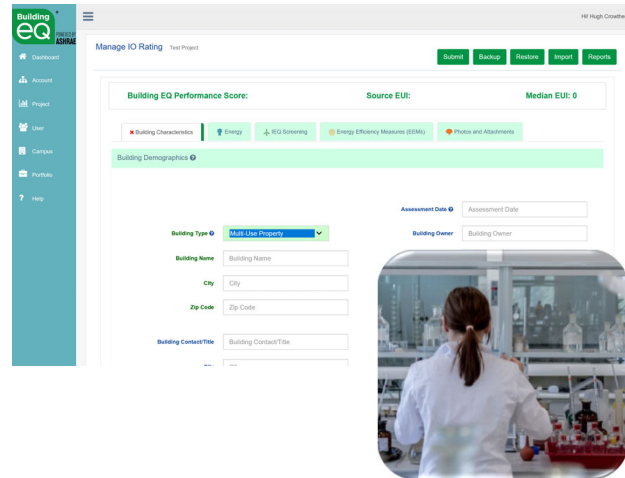 Building
eQ
POWERED BY
ASHRAE
Hi! Hugh Crowthe
Dashboard
Account
Project
User
Campus
Portfolio
? Help
Manage IO Rating Test Project
Submit Backup Restore Import Reports
Building EQ Performance Score: Source EUI: Median EUI: 0
Building Characteristics Energy IEQ Screening Energy Efficiency Measures (EEMs) Photos and Attachments
Building Demographics
Assessment Date Assessment Date
Building Type Multi-Use Property Building Owner Building Owner
Building Name Building Name
City City
Zip Code Zip Code
Building Contact/Title Building Contact/Title